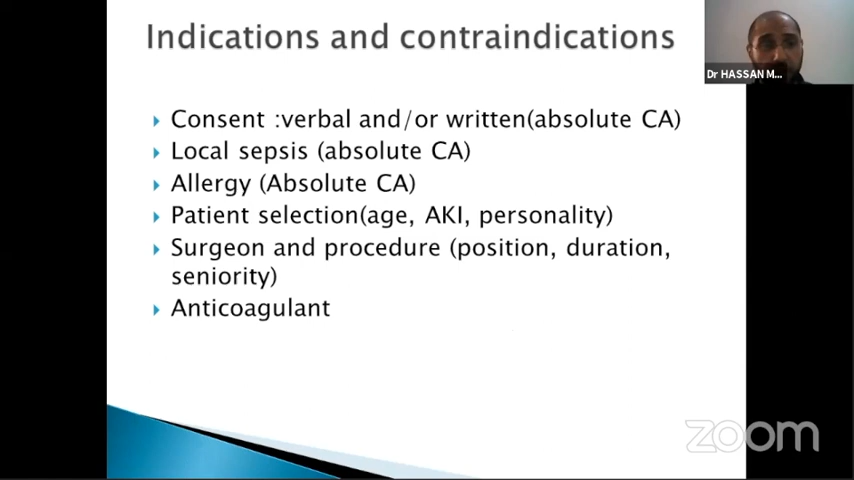 Indications and contraindications
Dr HASSAN M...
Consent :verbal and/or written(absolute CA)
Local sepsis (absolute CA)
Allergy (Absolute CA)
Patient selection(age, AKI, personality)
Surgeon and procedure (position, duration,
seniority)
Anticoagulant
zoom